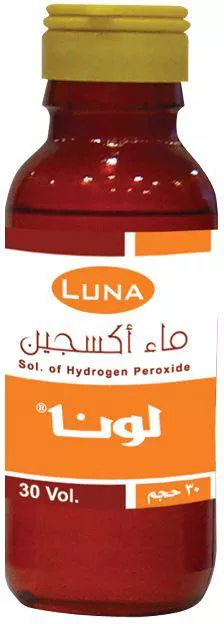 LUNA
ماء أكسجين
Sol. of Hydrogen Peroxide
لونا®
30 Vol.
٣٠ حجم